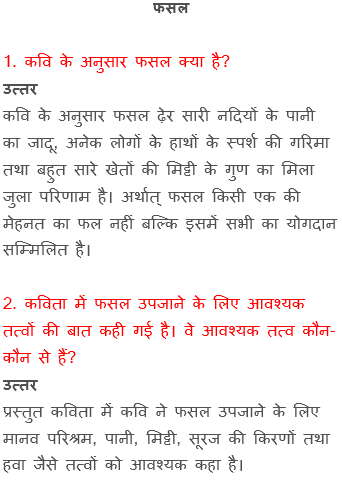 फसल
1. कवि के अनुसार फसल क्या है?
उत्तर
कवि के अनुसार फसल ढ़ेर सारी नदियों के पानी
का जादू, अनेक लोगों के हाथों के स्पर्श की गरिमा
तथा बहुत सारे खेतों की मिट्टी के गुण का मिला
जुला परिणाम है। अर्थात् फसल किसी एक की
मेहनत का फल नहीं बल्कि इसमें सभी का योगदान
सम्मिलित है।
2. कविता में फसल उपजाने के लिए आवश्यक
तत्वों की बात कही गई है। वे आवश्यक तत्व कौन-
कौन से हैं?
उत्तर
प्रस्तुत कविता में कवि ने फसल उपजाने के लिए
मानव परिश्रम, पानी, मिट्टी, सूरज की किरणों तथा
हवा जैसे तत्वों को आवश्यक कहा है।